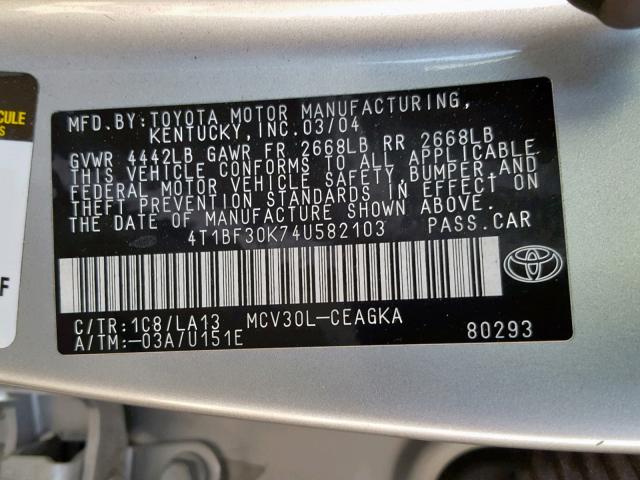 MFD.BY:TOYOTA MOTOR MANUFACTURING,
KENTUCKY,INC.03/04
GVWR 4442LB GAWR FR 2668LB RR 2668LB
THIS VEHICLE CONFORMS TO ALL APPLICABLE
FEDERAL MOTOR VEHICLE SAFETY,BUMPER,AND
THEFT PREVENTION STANDARDS IN EFFECT ON
THE DATE OF MANUFACTURE SHOWN ABOVE.
4T1BF30K74U582103 PASS.CAR
C/TR:1C8/LA13 MCV30L-CEAGKA
A/TM:-03A/U151E 80293